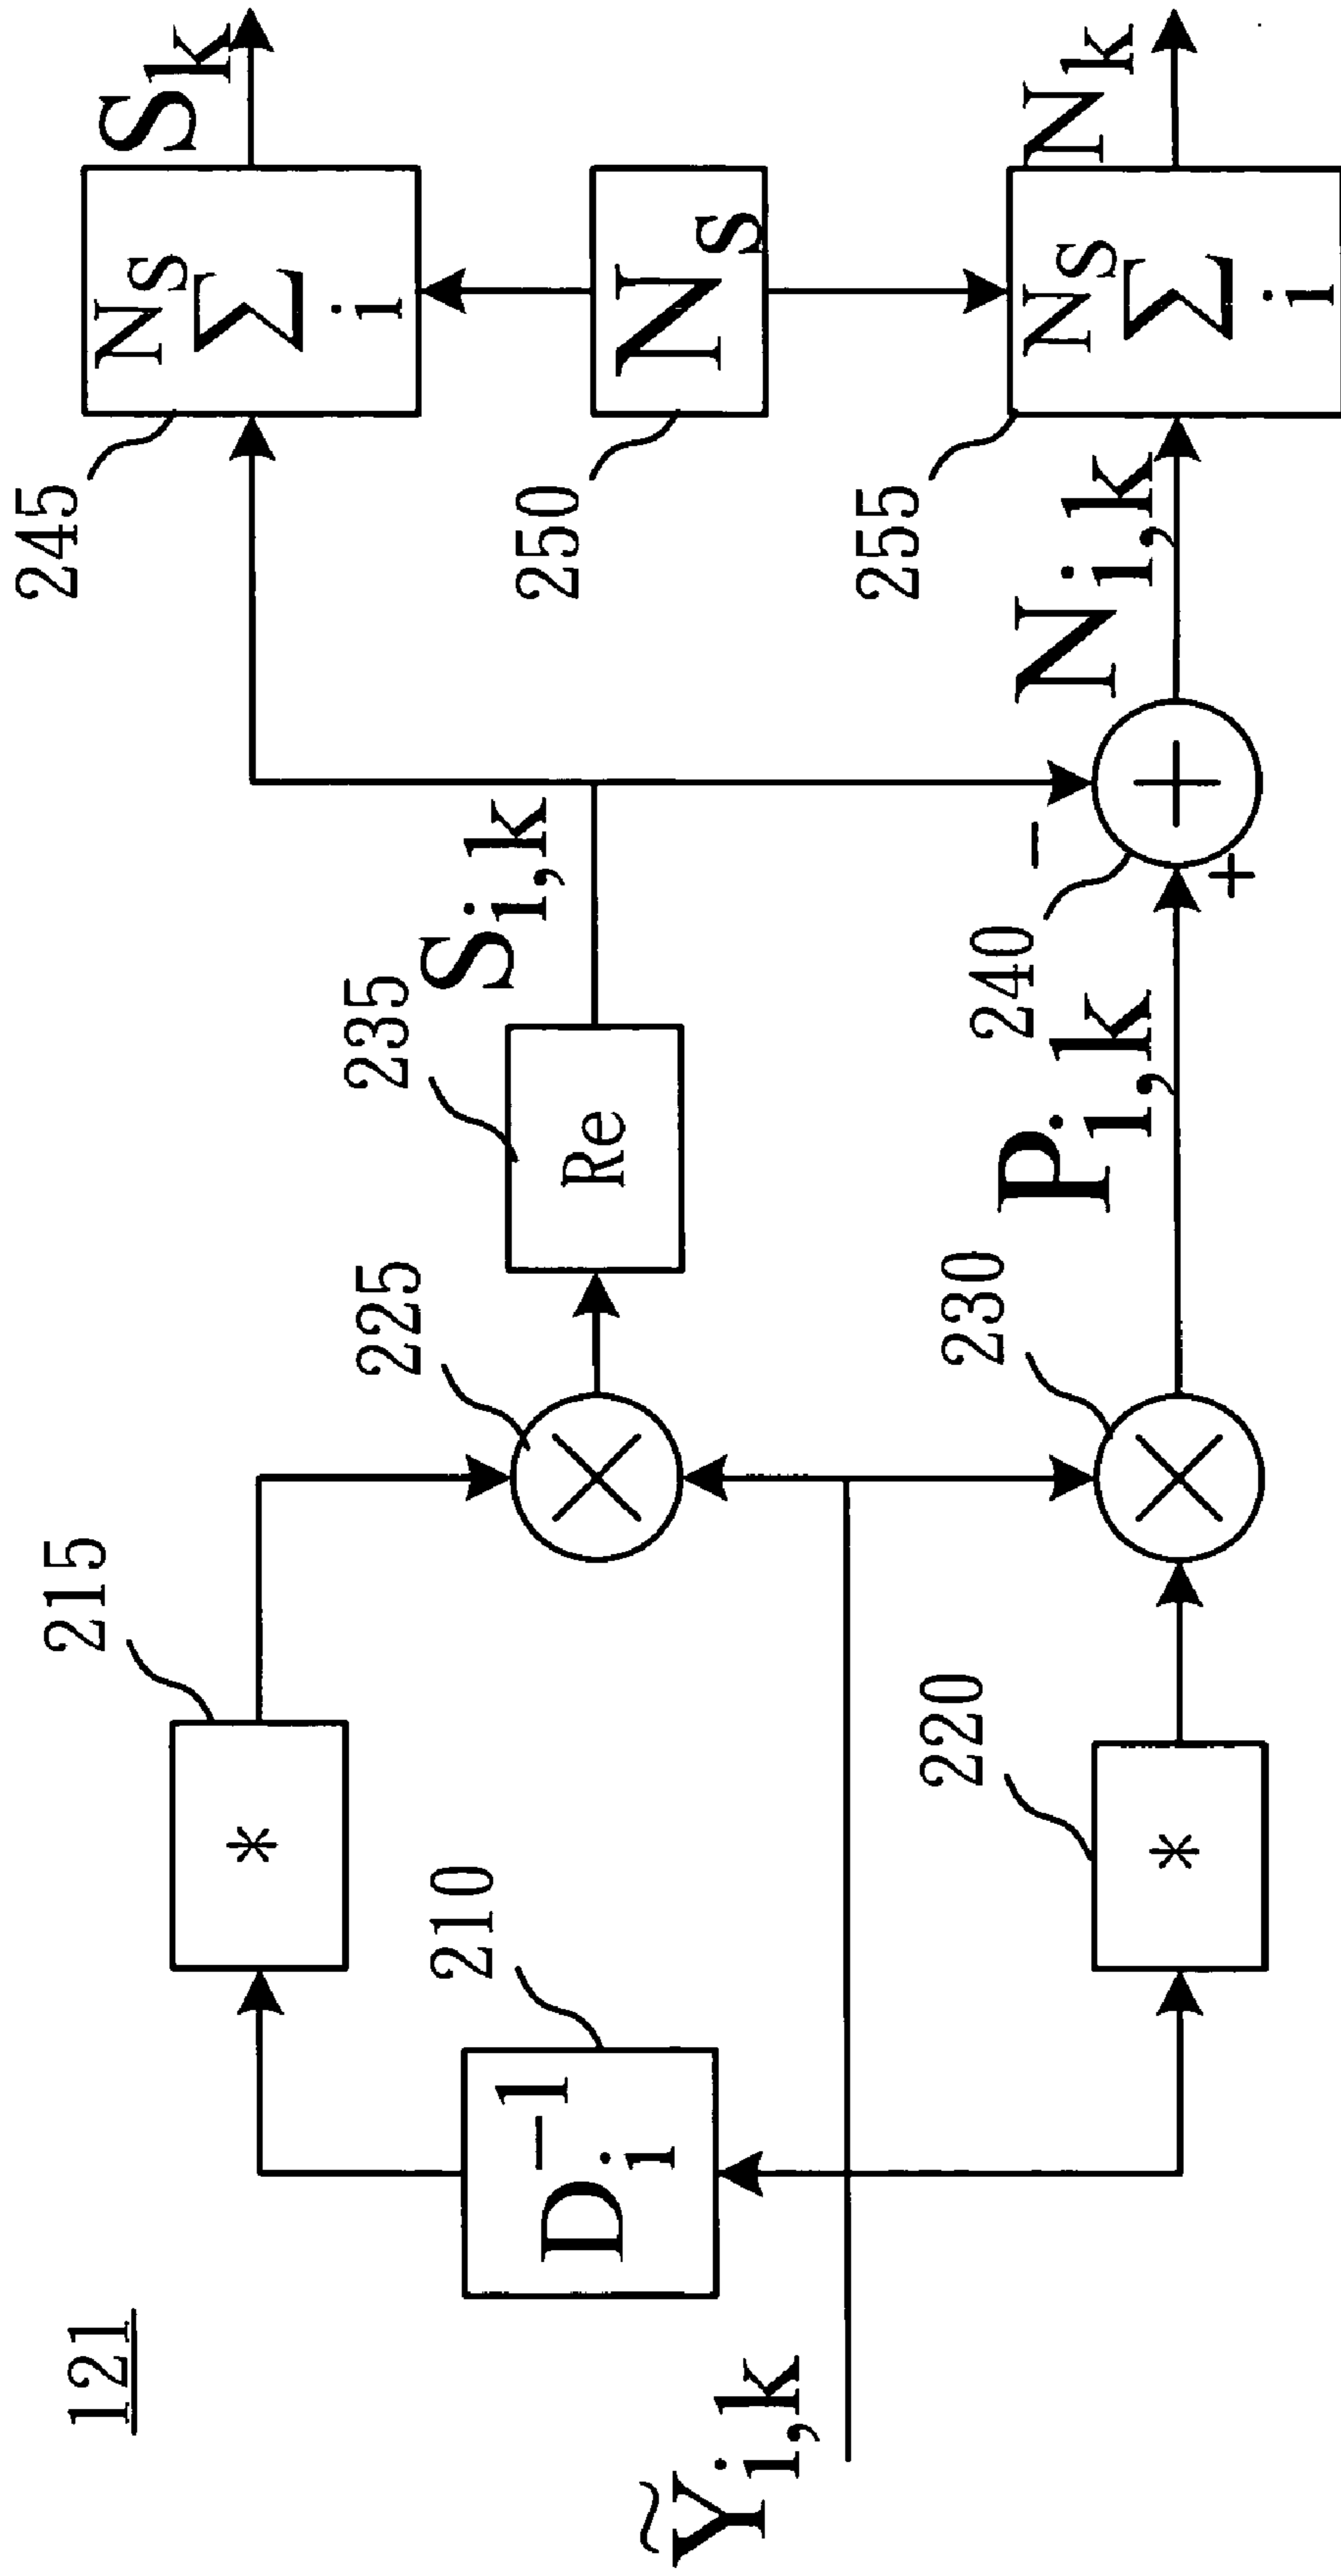 121
Ỹi,k
Di^-1
210
*
215
*
220
225
230
Re
235
Si,k
Pi,k
240
-
+
Ni,k
NS
Σ
i
245
NS
250
NS
Σ
i
255
Sk
Nk